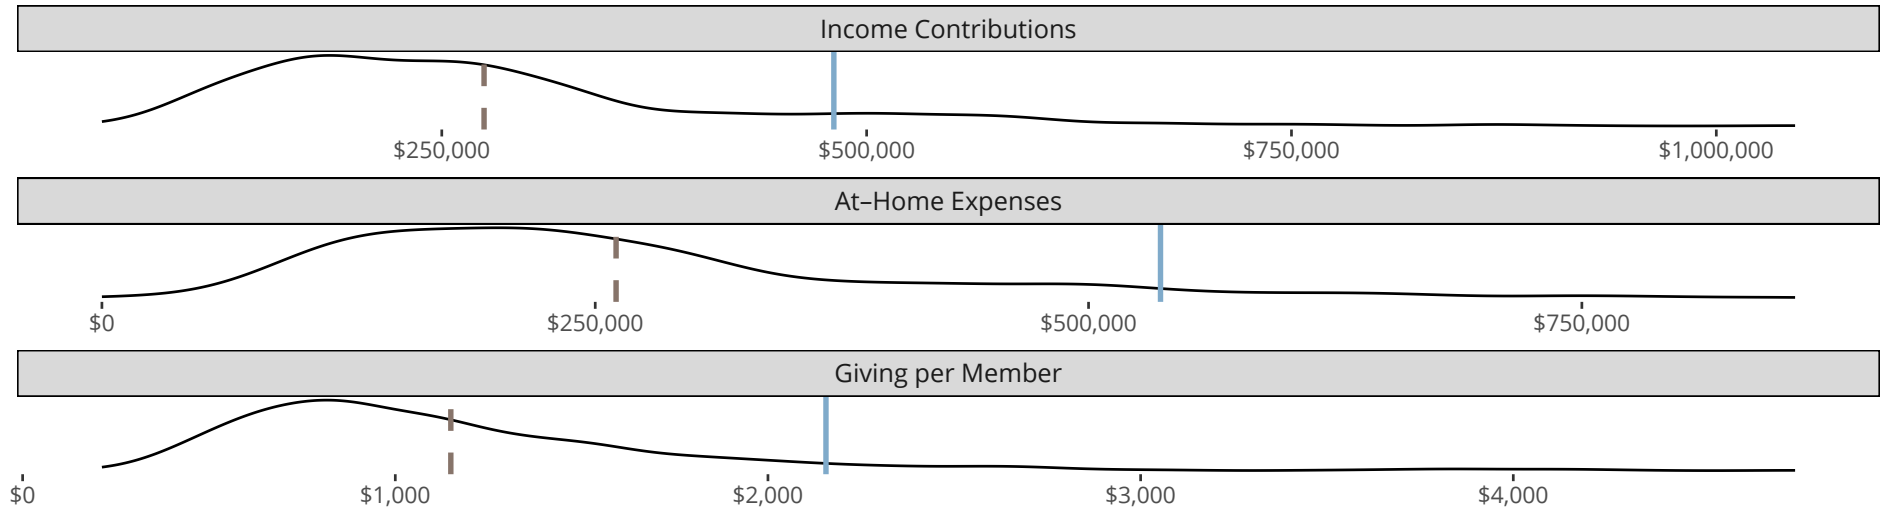 Income Contributions
$250,000 $500,000 $750,000 $1,000,000
At–Home Expenses
$0 $250,000 $500,000 $750,000
Giving per Member
$0 $1,000 $2,000 $3,000 $4,000